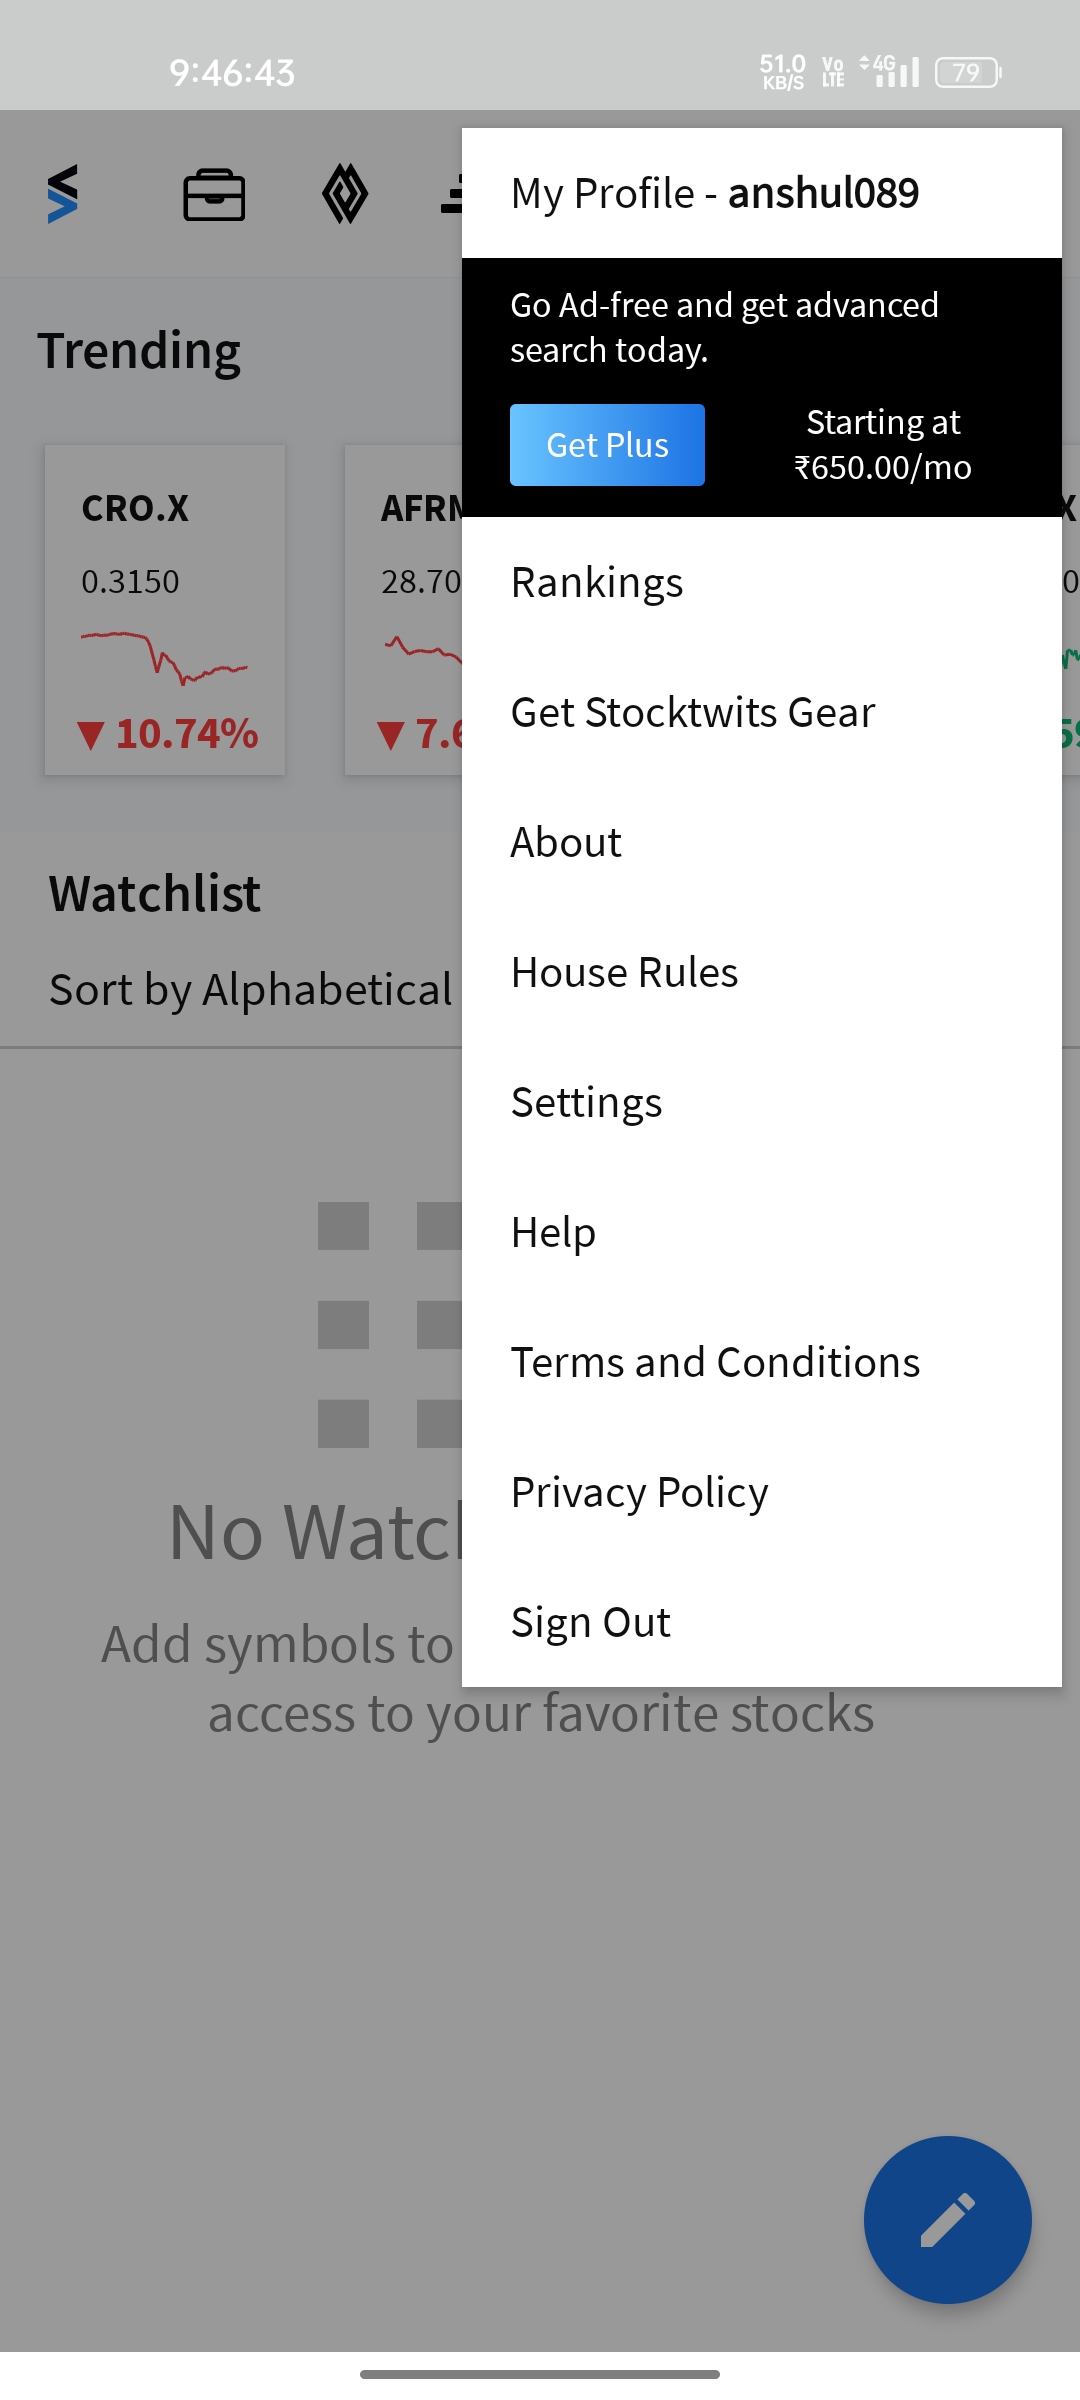 9:46:43
51.0
KB/S
Vo
LTE
4G
79
My Profile - anshul089
Go Ad-free and get advanced
search today.
Get Plus
Starting at
₹650.00/mo
Trending
CRO.X
0.3150
▼ 10.74%
28.70
▼ 7.6
Rankings
Get Stocktwits Gear
About
House Rules
Settings
Help
Terms and Conditions
Privacy Policy
Sign Out
Watchlist
Sort by Alphabetical
No
Add symbols to
access to your favorite stocks